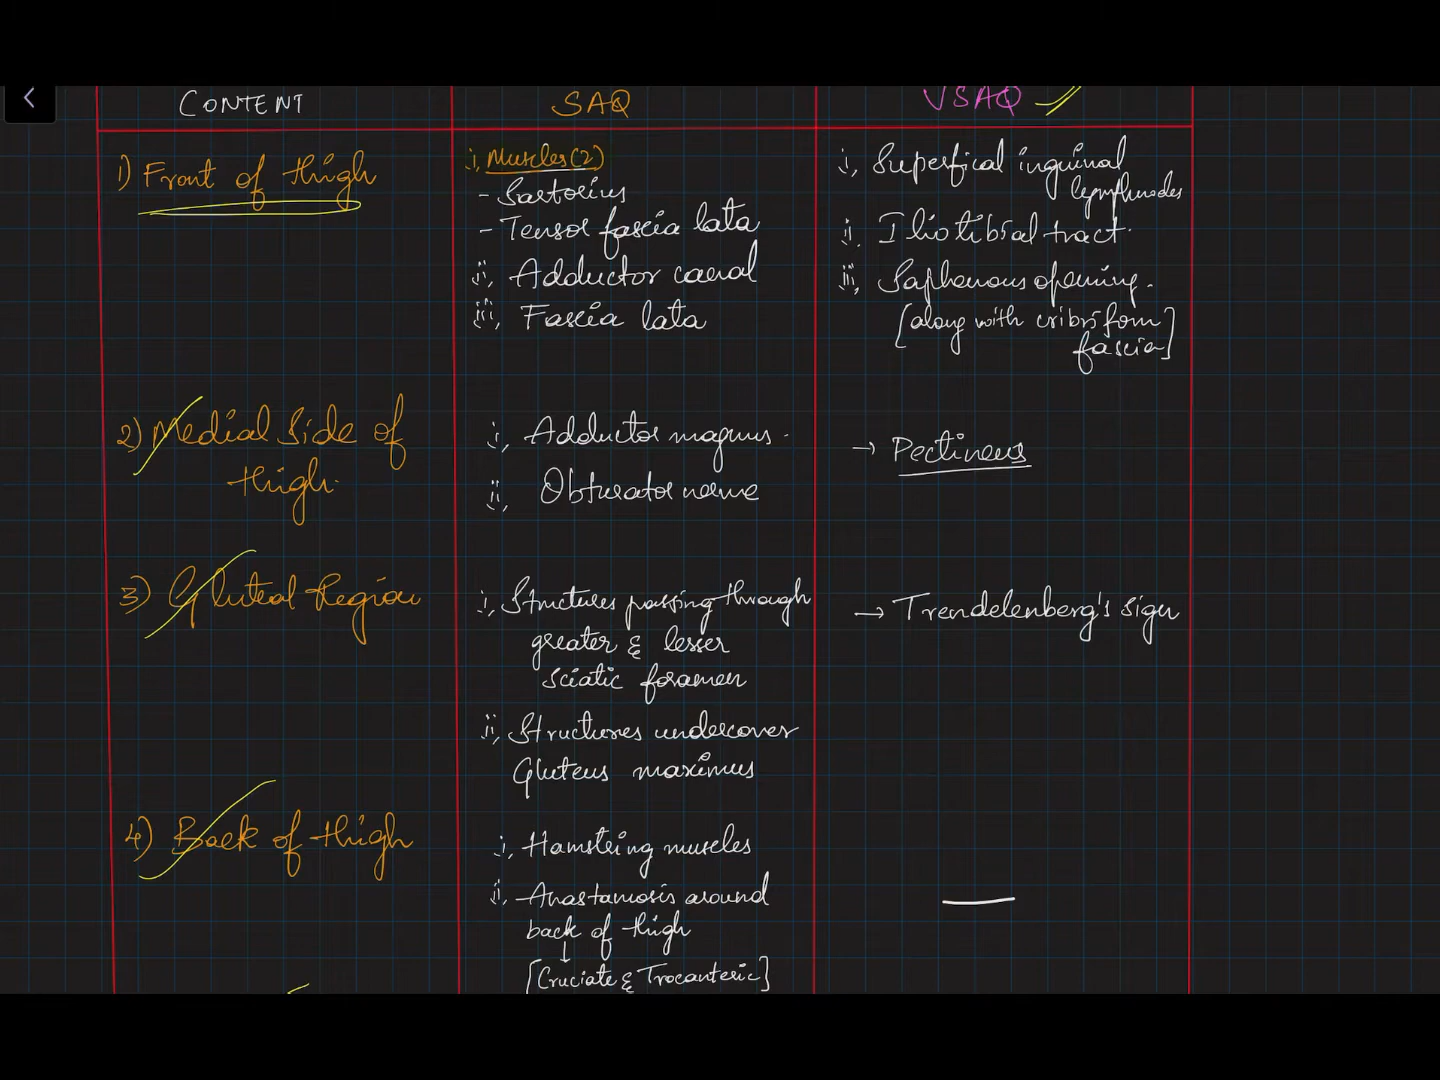 CONTENT SAQ VSAQ
1) Front of thigh
i, Muscles(2)
- Sartorius
- Tensor fascia lata
ii, Adductor canal
iii, Fascia lata
i, Superfical inguinal
lymphnodes
ii. Iliotibial tract.
iii, Saphenous opening.
[along with cribriform
fascia]
2) Medial Side of
thigh.
i, Adductor magnus.
ii, Obturator nerve
→ Pectineus
3) Gluteal Region
i, Structures passing through
greater & lesser
sciatic foramen
ii, Structures undercover
Gluteus maximus
→ Trendelenberg's sign
4) Back of thigh
i, Hamstring muscles
ii, Anastamosis around
back of thigh
↓
[Cruciate & Trocanteric]